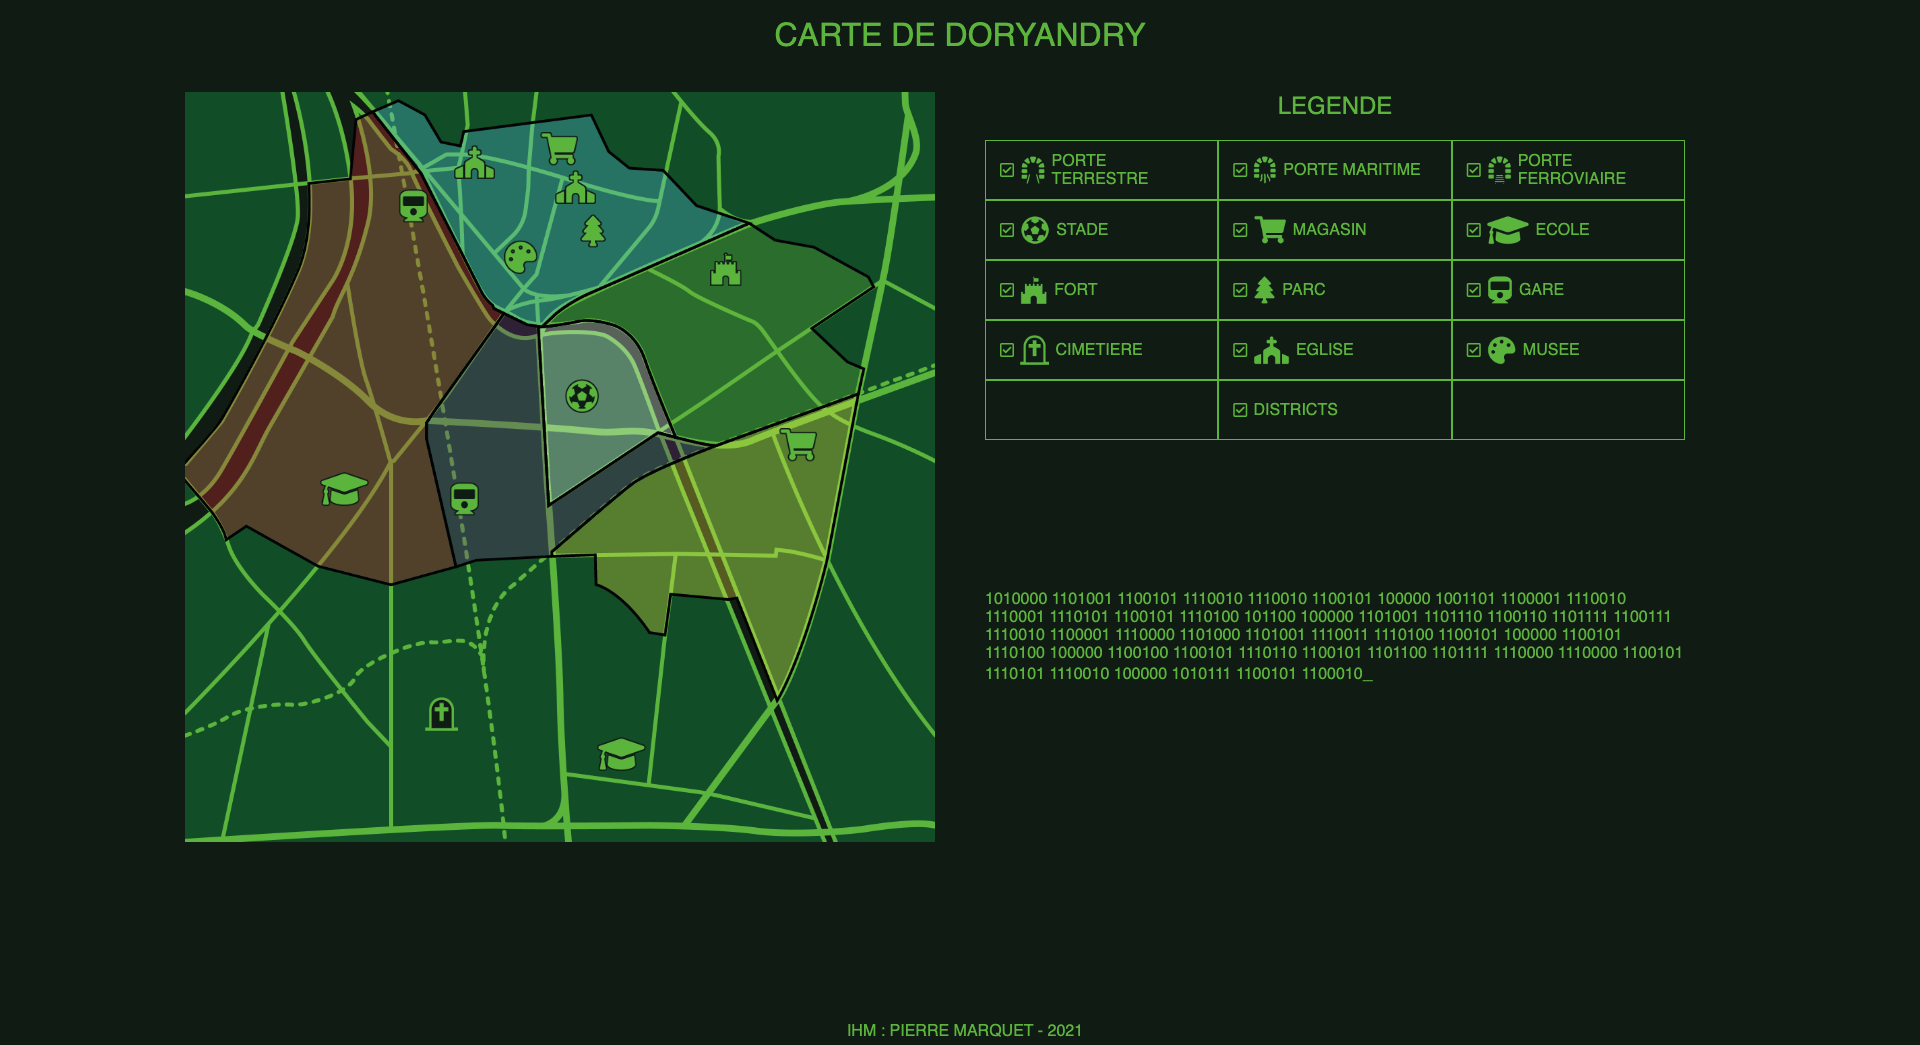 CARTE DE DORYANDRY
LEGENDE
PORTE
TERRESTRE
PORTE MARITIME
PORTE
FERROVIAIRE
STADE
MAGASIN
ECOLE
FORT
PARC
GARE
CIMETIERE
EGLISE
MUSEE
DISTRICTS
1010000 1101001 1100101 1110010 1110010 1100101 100000 1001101 1100001 1110010
1110001 1110101 1100101 1110100 101100 100000 1101001 1101110 1100110 1101111 1100111
1110010 1100001 1110000 1101000 1101001 1110011 1110100 1100101 100000 1100101
1110100 100000 1100100 1100101 1110110 1100101 1101100 1101111 1110000 1110000 1100101
1110101 1110010 100000 1010111 1100101 1100010_
IHM : PIERRE MARQUET - 2021